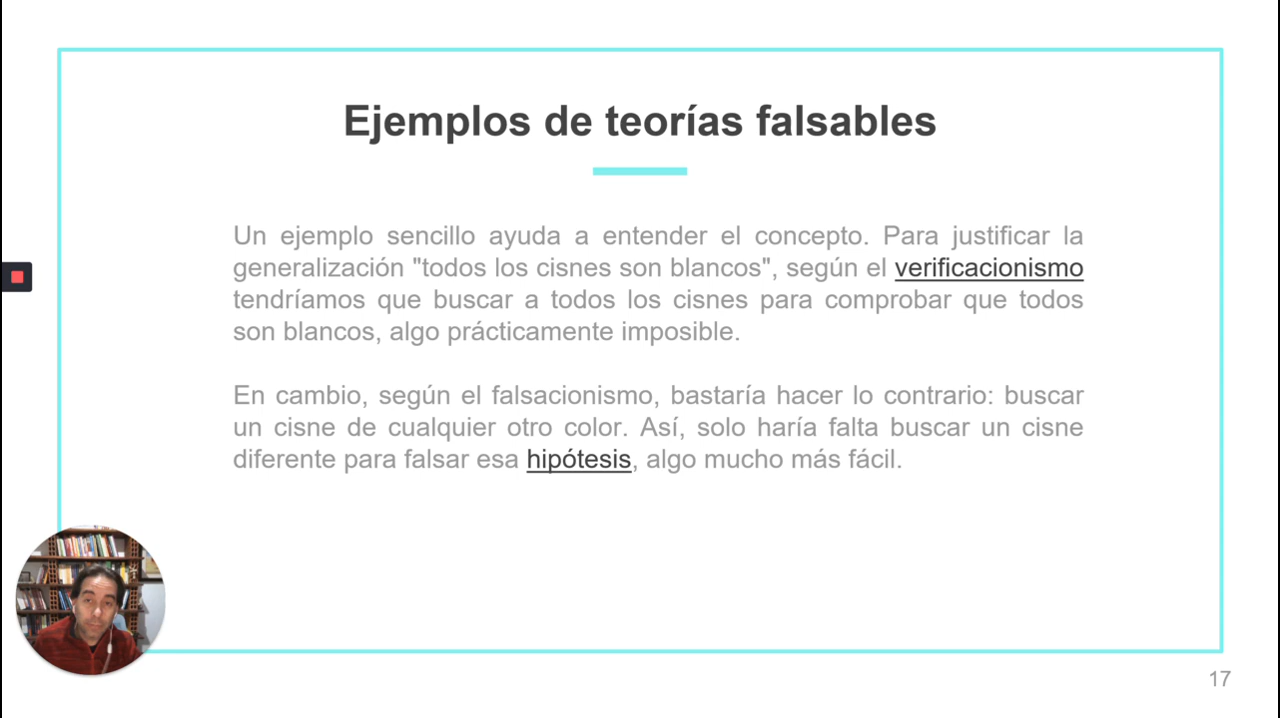 Ejemplos de teorías falsables
Un ejemplo sencillo ayuda a entender el concepto. Para justificar la
generalización "todos los cisnes son blancos", según el verificacionismo
tendríamos que buscar a todos los cisnes para comprobar que todos
son blancos, algo prácticamente imposible.
En cambio, según el falsacionismo, bastaría hacer lo contrario: buscar
un cisne de cualquier otro color. Así, solo haría falta buscar un cisne
diferente para falsar esa hipótesis, algo mucho más fácil.
17